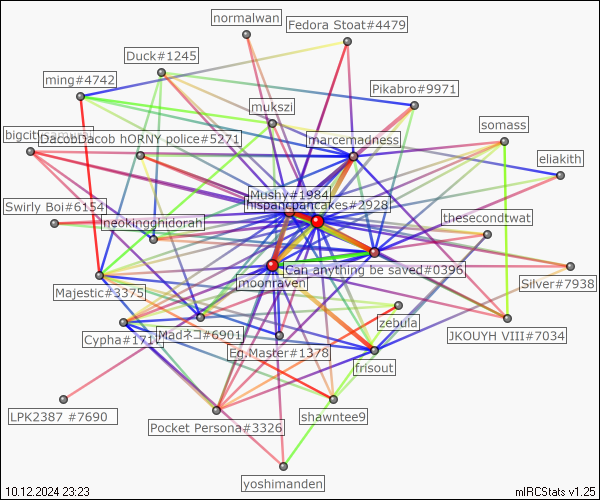 normalwan
Fedora Stoat#4479
Duck#1245
ming#4742
Pikabro#9971
mukszi
somass
DacobDacob hORNY police#5271
marcemadness
eliakith
Mushy#1984
hispanicpancakes#2928
Swirly Boi#6154
neokingghidorah
thesecondtwat
Can anything be saved#0396
moonraven
Silver#7938
Majestic#3375
zebula
Cypha#1714
Madネコ#6901
JKOUYH VIII#7034
Eg.Master#1378
frisout
LPK2387 #7690
shawntee9
Pocket Persona#3326
yoshimanden
10.12.2024 23:23
mIRCStats v1.25